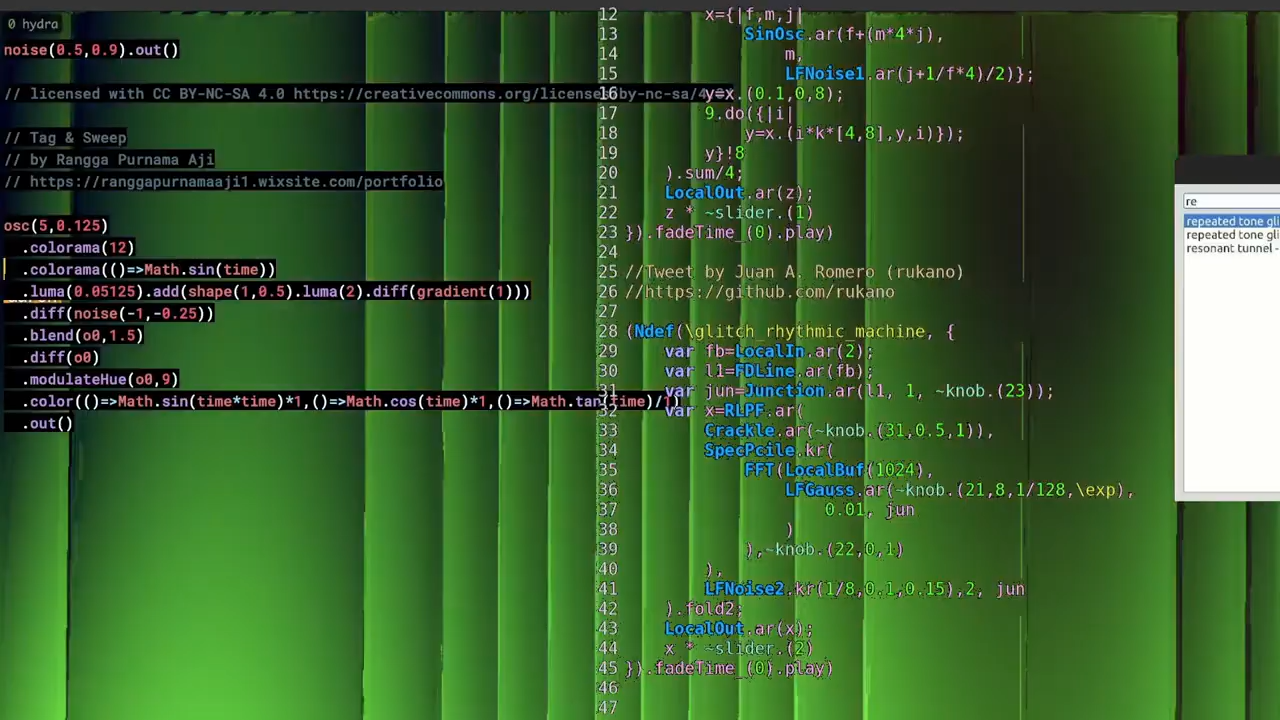 0 hydra
noise(0.5,0.9).out()
// licensed with CC BY-NC-SA 4.0 https://creativecommons.org/licenses/by-nc-sa/4.
// Tag & Sweep
// by Rangga Purnama Aji
// https://ranggapurnamaaji1.wixsite.com/portfolio
osc(5,0.125)
.colorama(12)
.colorama(()=>Math.sin(time))
.luma(0.05125).add(shape(1,0.5).luma(2).diff(gradient(1)))
.diff(noise(-1,-0.25))
.blend(o0,1.5)
.diff(o0)
.modulateHue(o0,9)
.color(()=>Math.sin(time*time)*1,()=>Math.cos(time)*1,()=>Math.tan(time)/1)
.out()
12 x={|f,m,j|
13 SinOsc.ar(f+(m*4*j),
14 m,
15 LFNoise1.ar(j+1/f*4)/2)};
16 y=x.(0.1,0,8);
17 9.do({|i|
18 y=x.(i*k*[4,8],y,i)});
19 y}!8
20 ).sum/4;
21 LocalOut.ar(z);
22 z * ~slider.(1)
23 }).fadeTime_(0).play)
24
25 //Tweet by Juan A. Romero (rukano)
26 //https://github.com/rukano
27
28 (Ndef(\glitch_rhythmic_machine, {
29 var fb=LocalIn.ar(2);
30 var l1=FDLine.ar(fb);
31 var jun=Junction.ar(l1, 1, ~knob.(23));
32 var x=RLPF.ar(
33 Crackle.ar(~knob.(31,0.5,1)),
34 SpecPcile.kr(
35 FFT(LocalBuf(1024),
36 LFGauss.ar(~knob.(21,8,1/128,\exp),
37 0.01, jun
38 )
39 ),~knob.(22,0,1)
40 ),
41 LFNoise2.kr(1/8,0.1,0.15),2, jun
42 ).fold2;
43 LocalOut.ar(x);
44 x * ~slider.(2)
45 }).fadeTime_(0).play)
46
47
re
repeated tone gli
repeated tone gli
resonant tunnel -